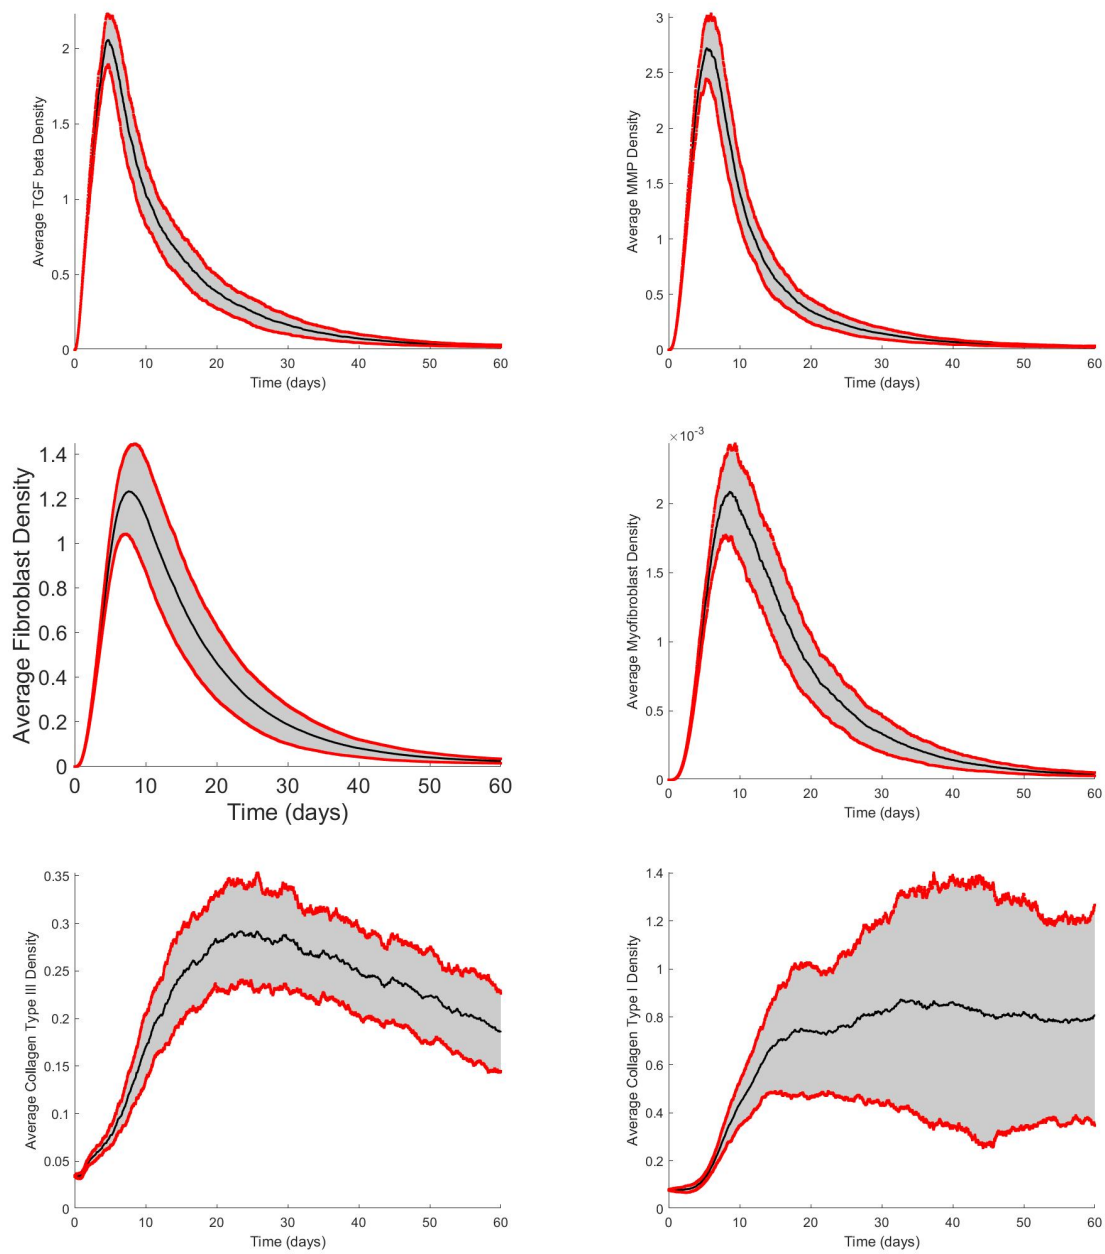 2
1.5
1
0.5
0
Average TGF beta Density
0 10 20 30 40 50 60
Time (days)
3
2.5
2
1.5
1
0.5
0
Average MMP Density
0 10 20 30 40 50 60
Time (days)
1.4
1.2
1
0.8
0.6
0.4
0.2
0
Average Fibroblast Density
0 10 20 30 40 50 60
Time (days)
×10⁻³
2
1.5
1
0.5
0
Average Myofibroblast Density
0 10 20 30 40 50 60
Time (days)
0.35
0.3
0.25
0.2
0.15
0.1
0.05
0
Average Collagen Type III Density
0 10 20 30 40 50 60
Time (days)
1.4
1.2
1
0.8
0.6
0.4
0.2
0
Average Collagen Type I Density
0 10 20 30 40 50 60
Time (days)